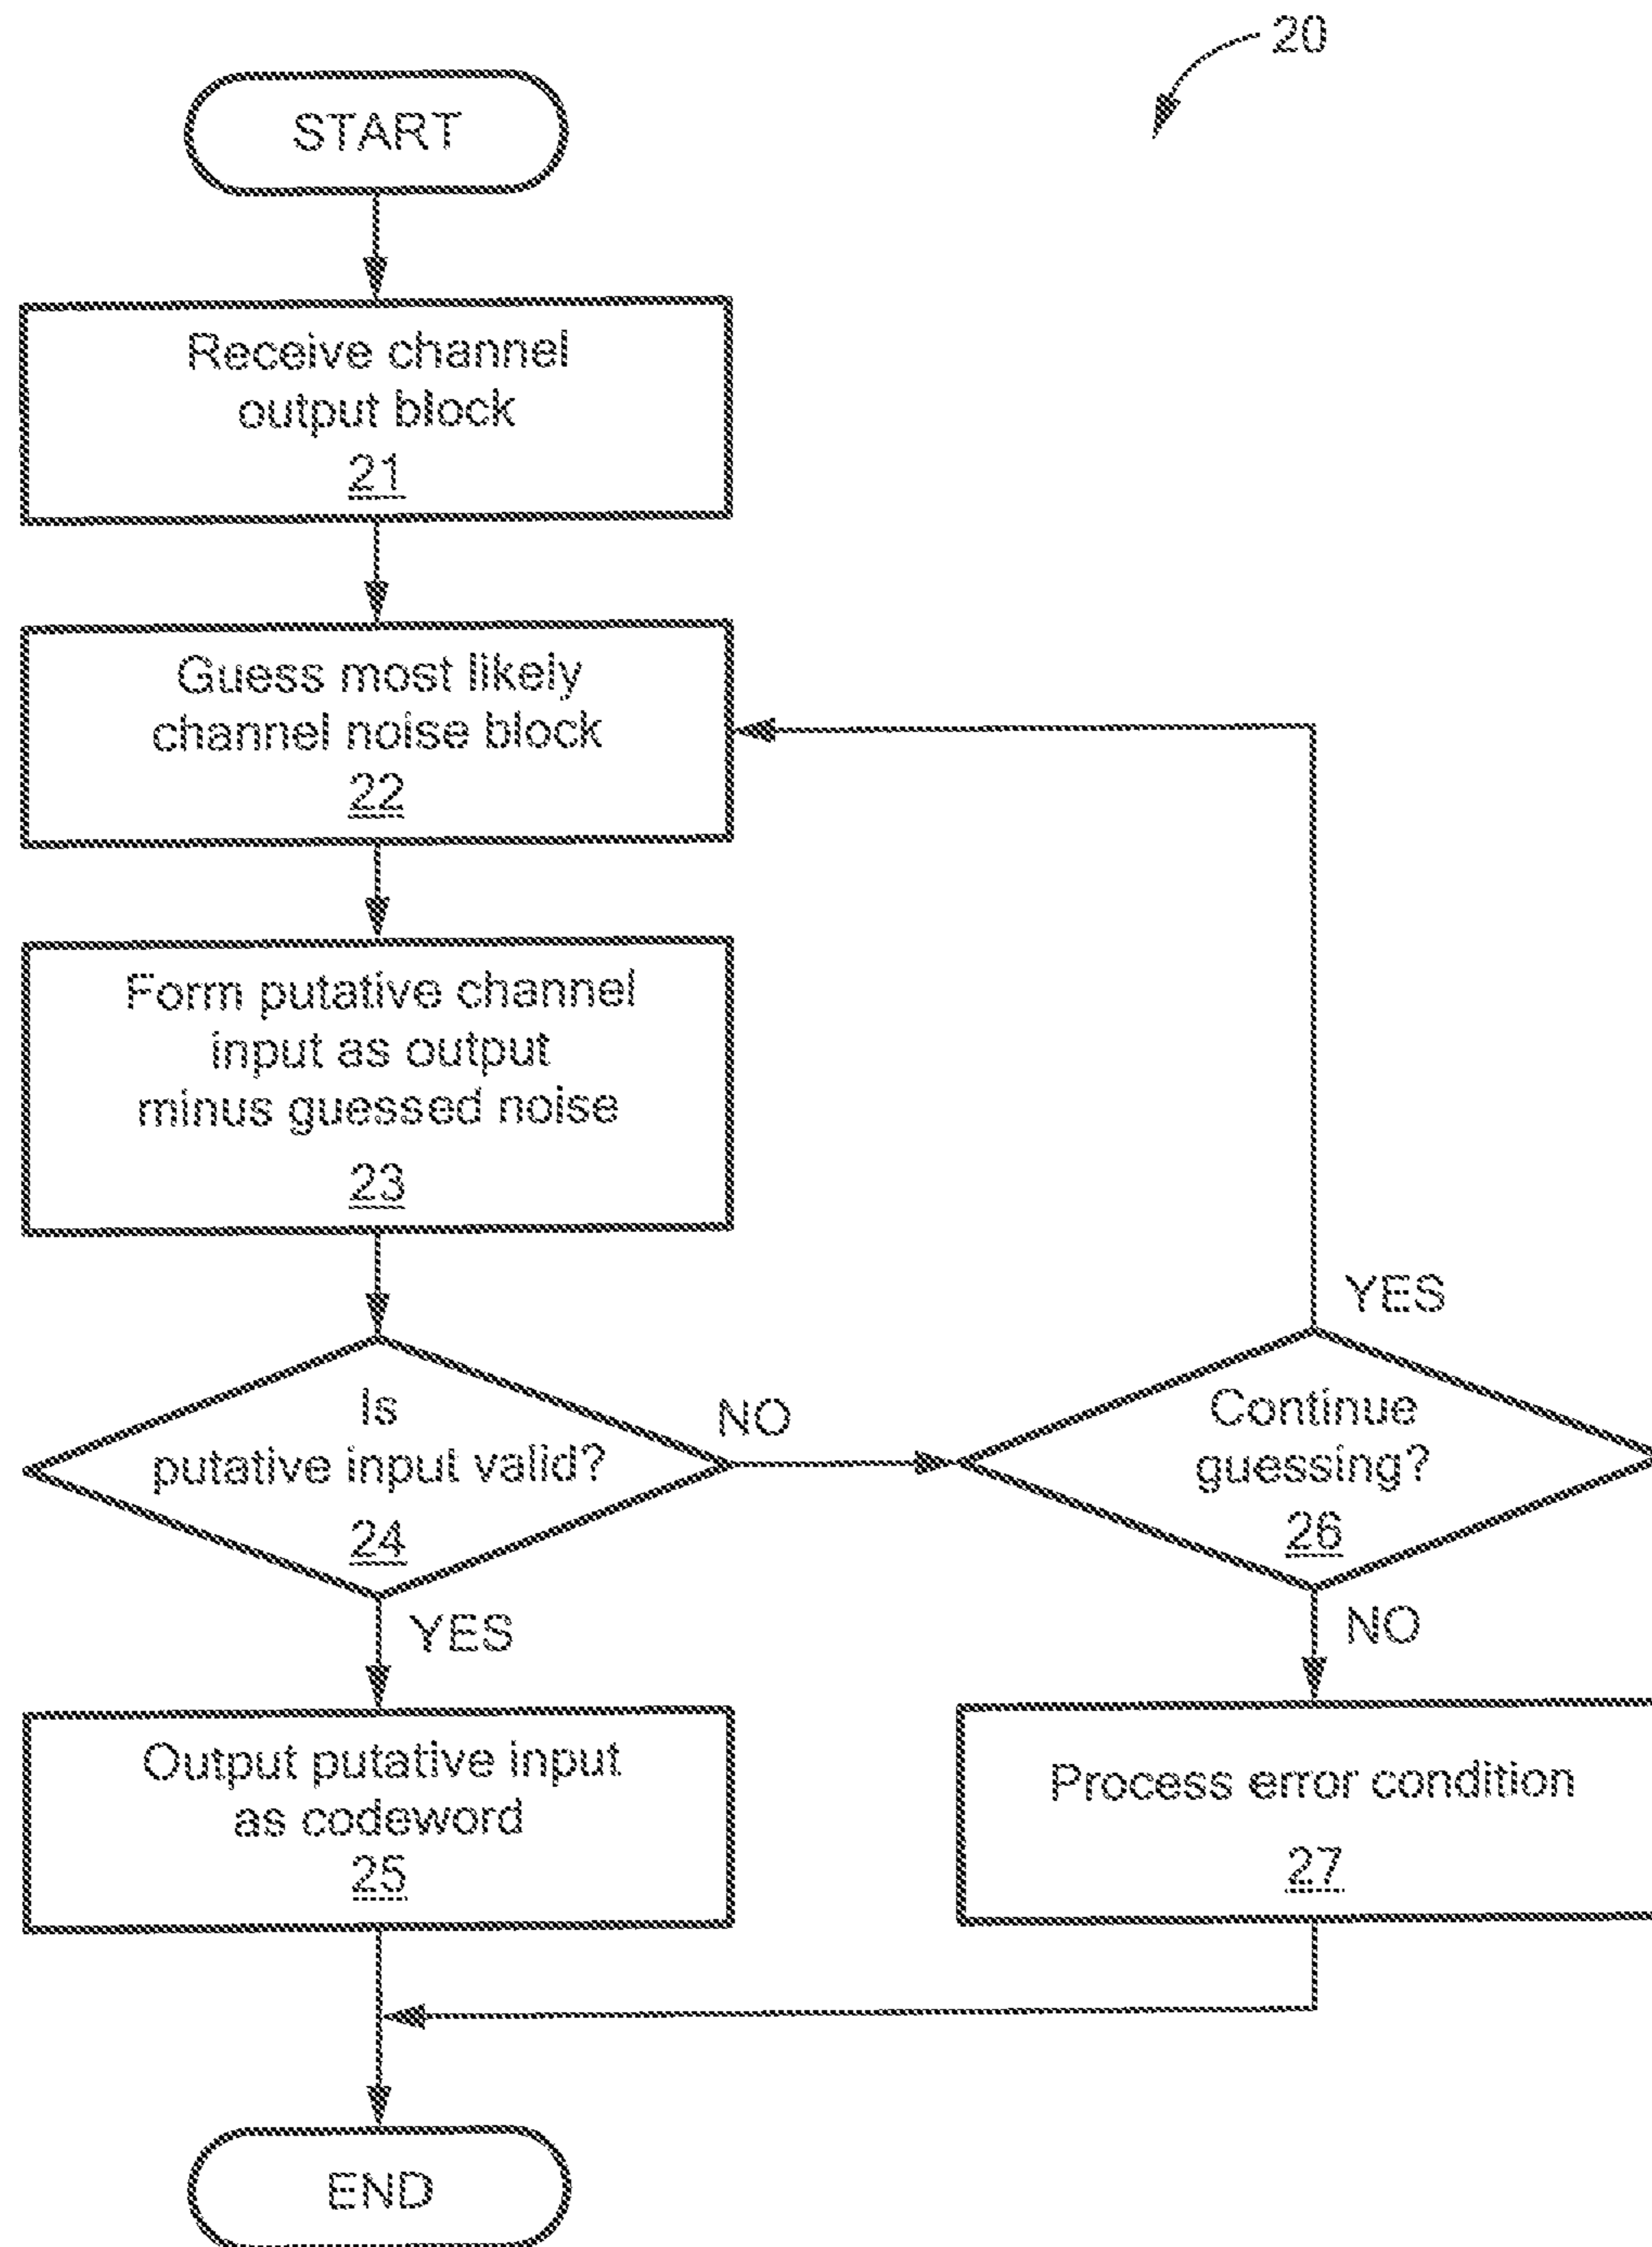 20
START
Receive channel
output block
21
Guess most likely
channel noise block
22
Form putative channel
input as output
minus guessed noise
23
Is
putative input valid?
24
NO
YES
Continue
guessing?
26
YES
NO
Output putative input
as codeword
25
Process error condition
27
END